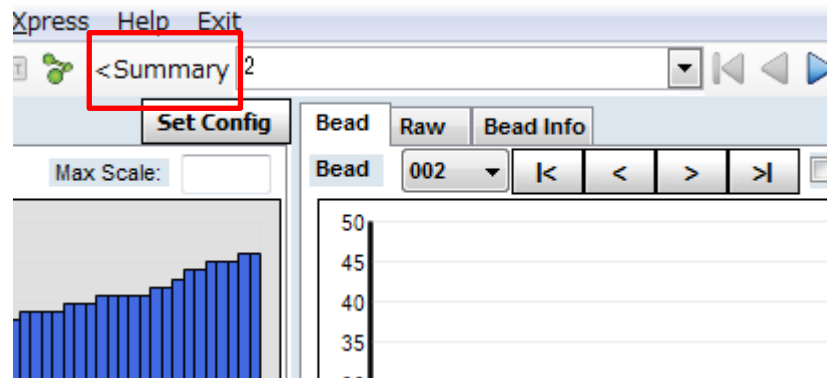 Xpress Help Exit
<Summary 2
Set Config Bead Raw Bead Info
Max Scale: Bead 002 |< < > >|
50
45
40
35